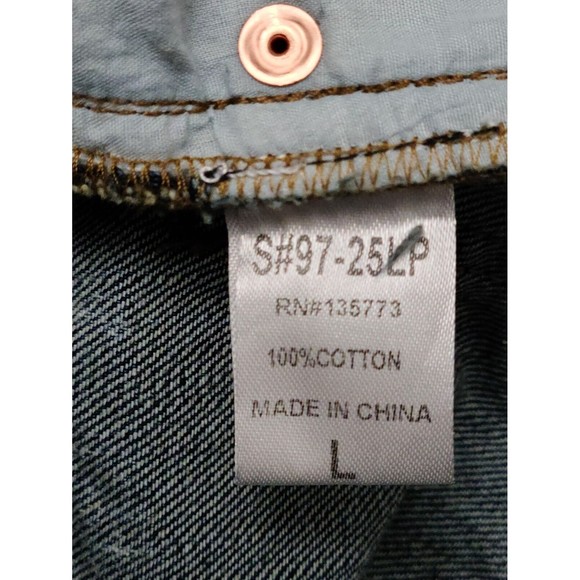 S#97-25LP
RN#135773
100%COTTON
MADE IN CHINA
L